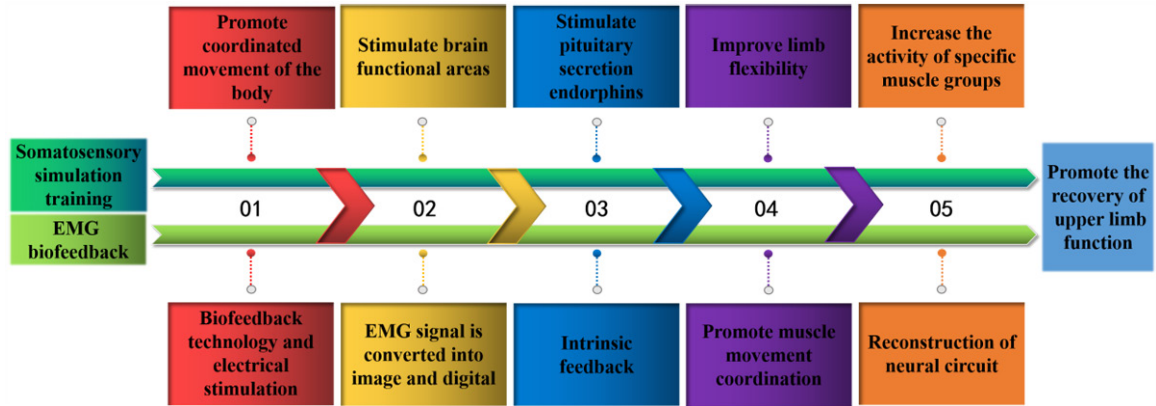 Promote
coordinated
movement of the
body
Stimulate brain
functional areas
Stimulate
pituitary
secretion
endorphins
Improve limb
flexibility
Increase the
activity of specific
muscle groups
Somatosensory
simulation
training
EMG
biofeedback
01
02
03
04
05
Promote the
recovery of
upper limb
function
Biofeedback
technology and
electrical
stimulation
EMG signal is
converted into
image and digital
Intrinsic
feedback
Promote muscle
movement
coordination
Reconstruction of
neural circuit